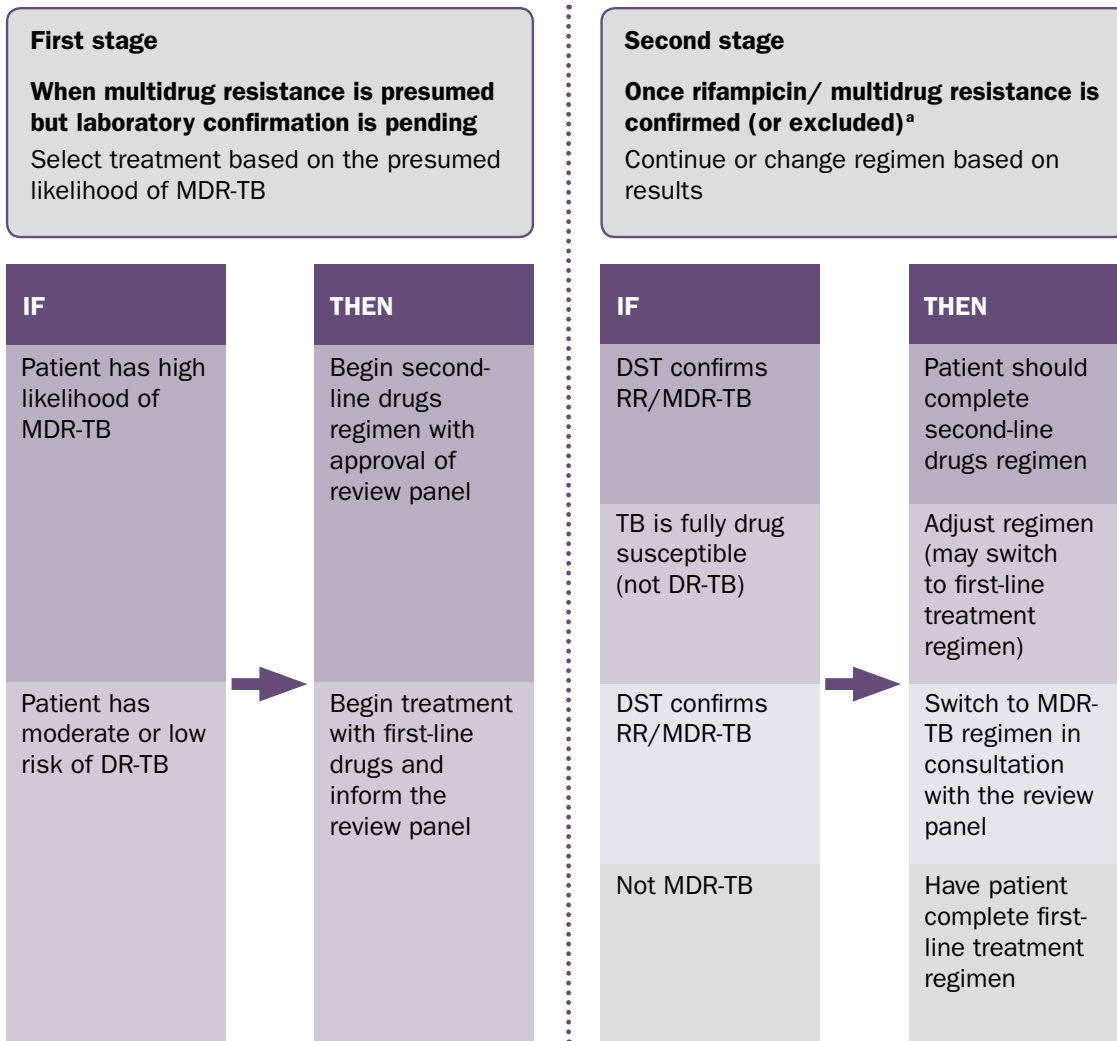 First stage
When multidrug resistance is presumed
but laboratory confirmation is pending
Select treatment based on the presumed
likelihood of MDR-TB
Second stage
Once rifampicin/ multidrug resistance is
confirmed (or excluded)ᵃ
Continue or change regimen based on
results
IF
Patient has high
likelihood of
MDR-TB
Patient has
moderate or low
risk of DR-TB
THEN
Begin second-
line drugs
regimen with
approval of
review panel
Begin treatment
with first-line
drugs and
inform the
review panel
IF
DST confirms
RR/MDR-TB
TB is fully drug
susceptible
(not DR-TB)
DST confirms
RR/MDR-TB
Not MDR-TB
THEN
Patient should
complete
second-line
drugs regimen
Adjust regimen
(may switch
to first-line
treatment
regimen)
Switch to MDR-
TB regimen in
consultation
with the review
panel
Have patient
complete first-
line treatment
regimen